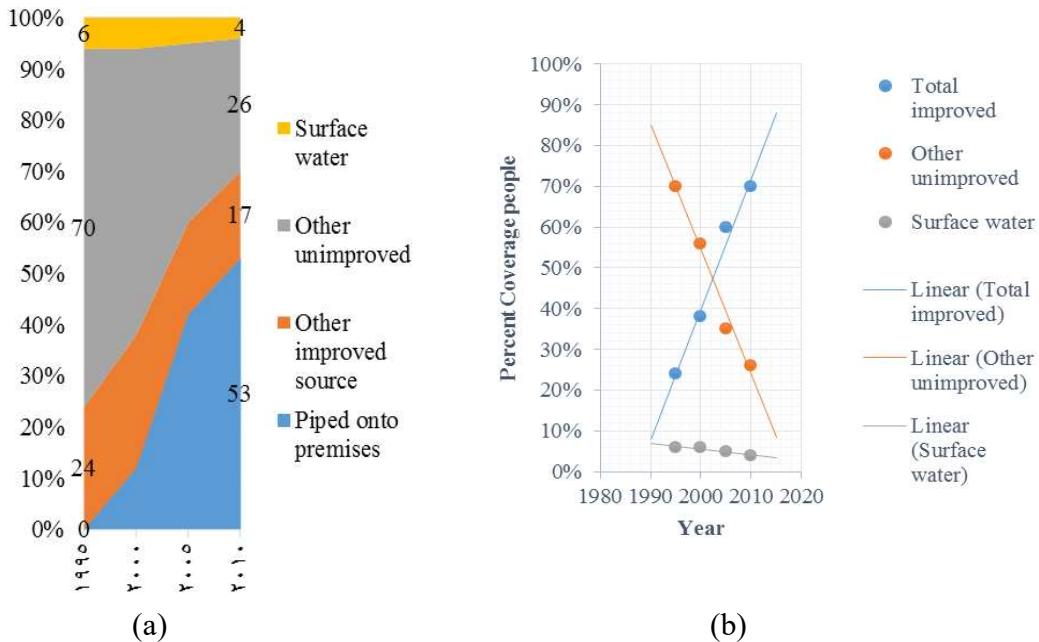 100%
90%
80%
70%
60%
50%
40%
30%
20%
10%
0%
6
4
26
70
17
53
24
0
۱۹۹۵
۲۰۰۰
۲۰۰۵
۲۰۱۰
Surface
water
Other
unimproved
Other
improved
source
Piped onto
premises
(a)
Percent Coverage people
100%
90%
80%
70%
60%
50%
40%
30%
20%
10%
0%
1980 1990 2000 2010 2020
Year
Total
improved
Other
unimproved
Surface water
Linear (Total
improved)
Linear (Other
unimproved)
Linear
(Surface
water)
(b)